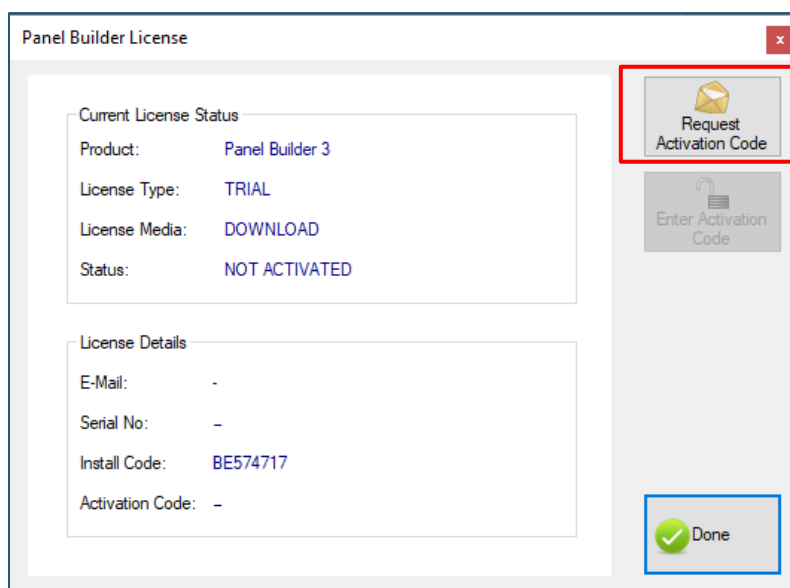 Panel Builder License
x
Current License Status
Product: Panel Builder 3
License Type: TRIAL
License Media: DOWNLOAD
Status: NOT ACTIVATED
License Details
E-Mail: -
Serial No: –
Install Code: BE574717
Activation Code: –
Request
Activation Code
Enter Activation
Code
Done